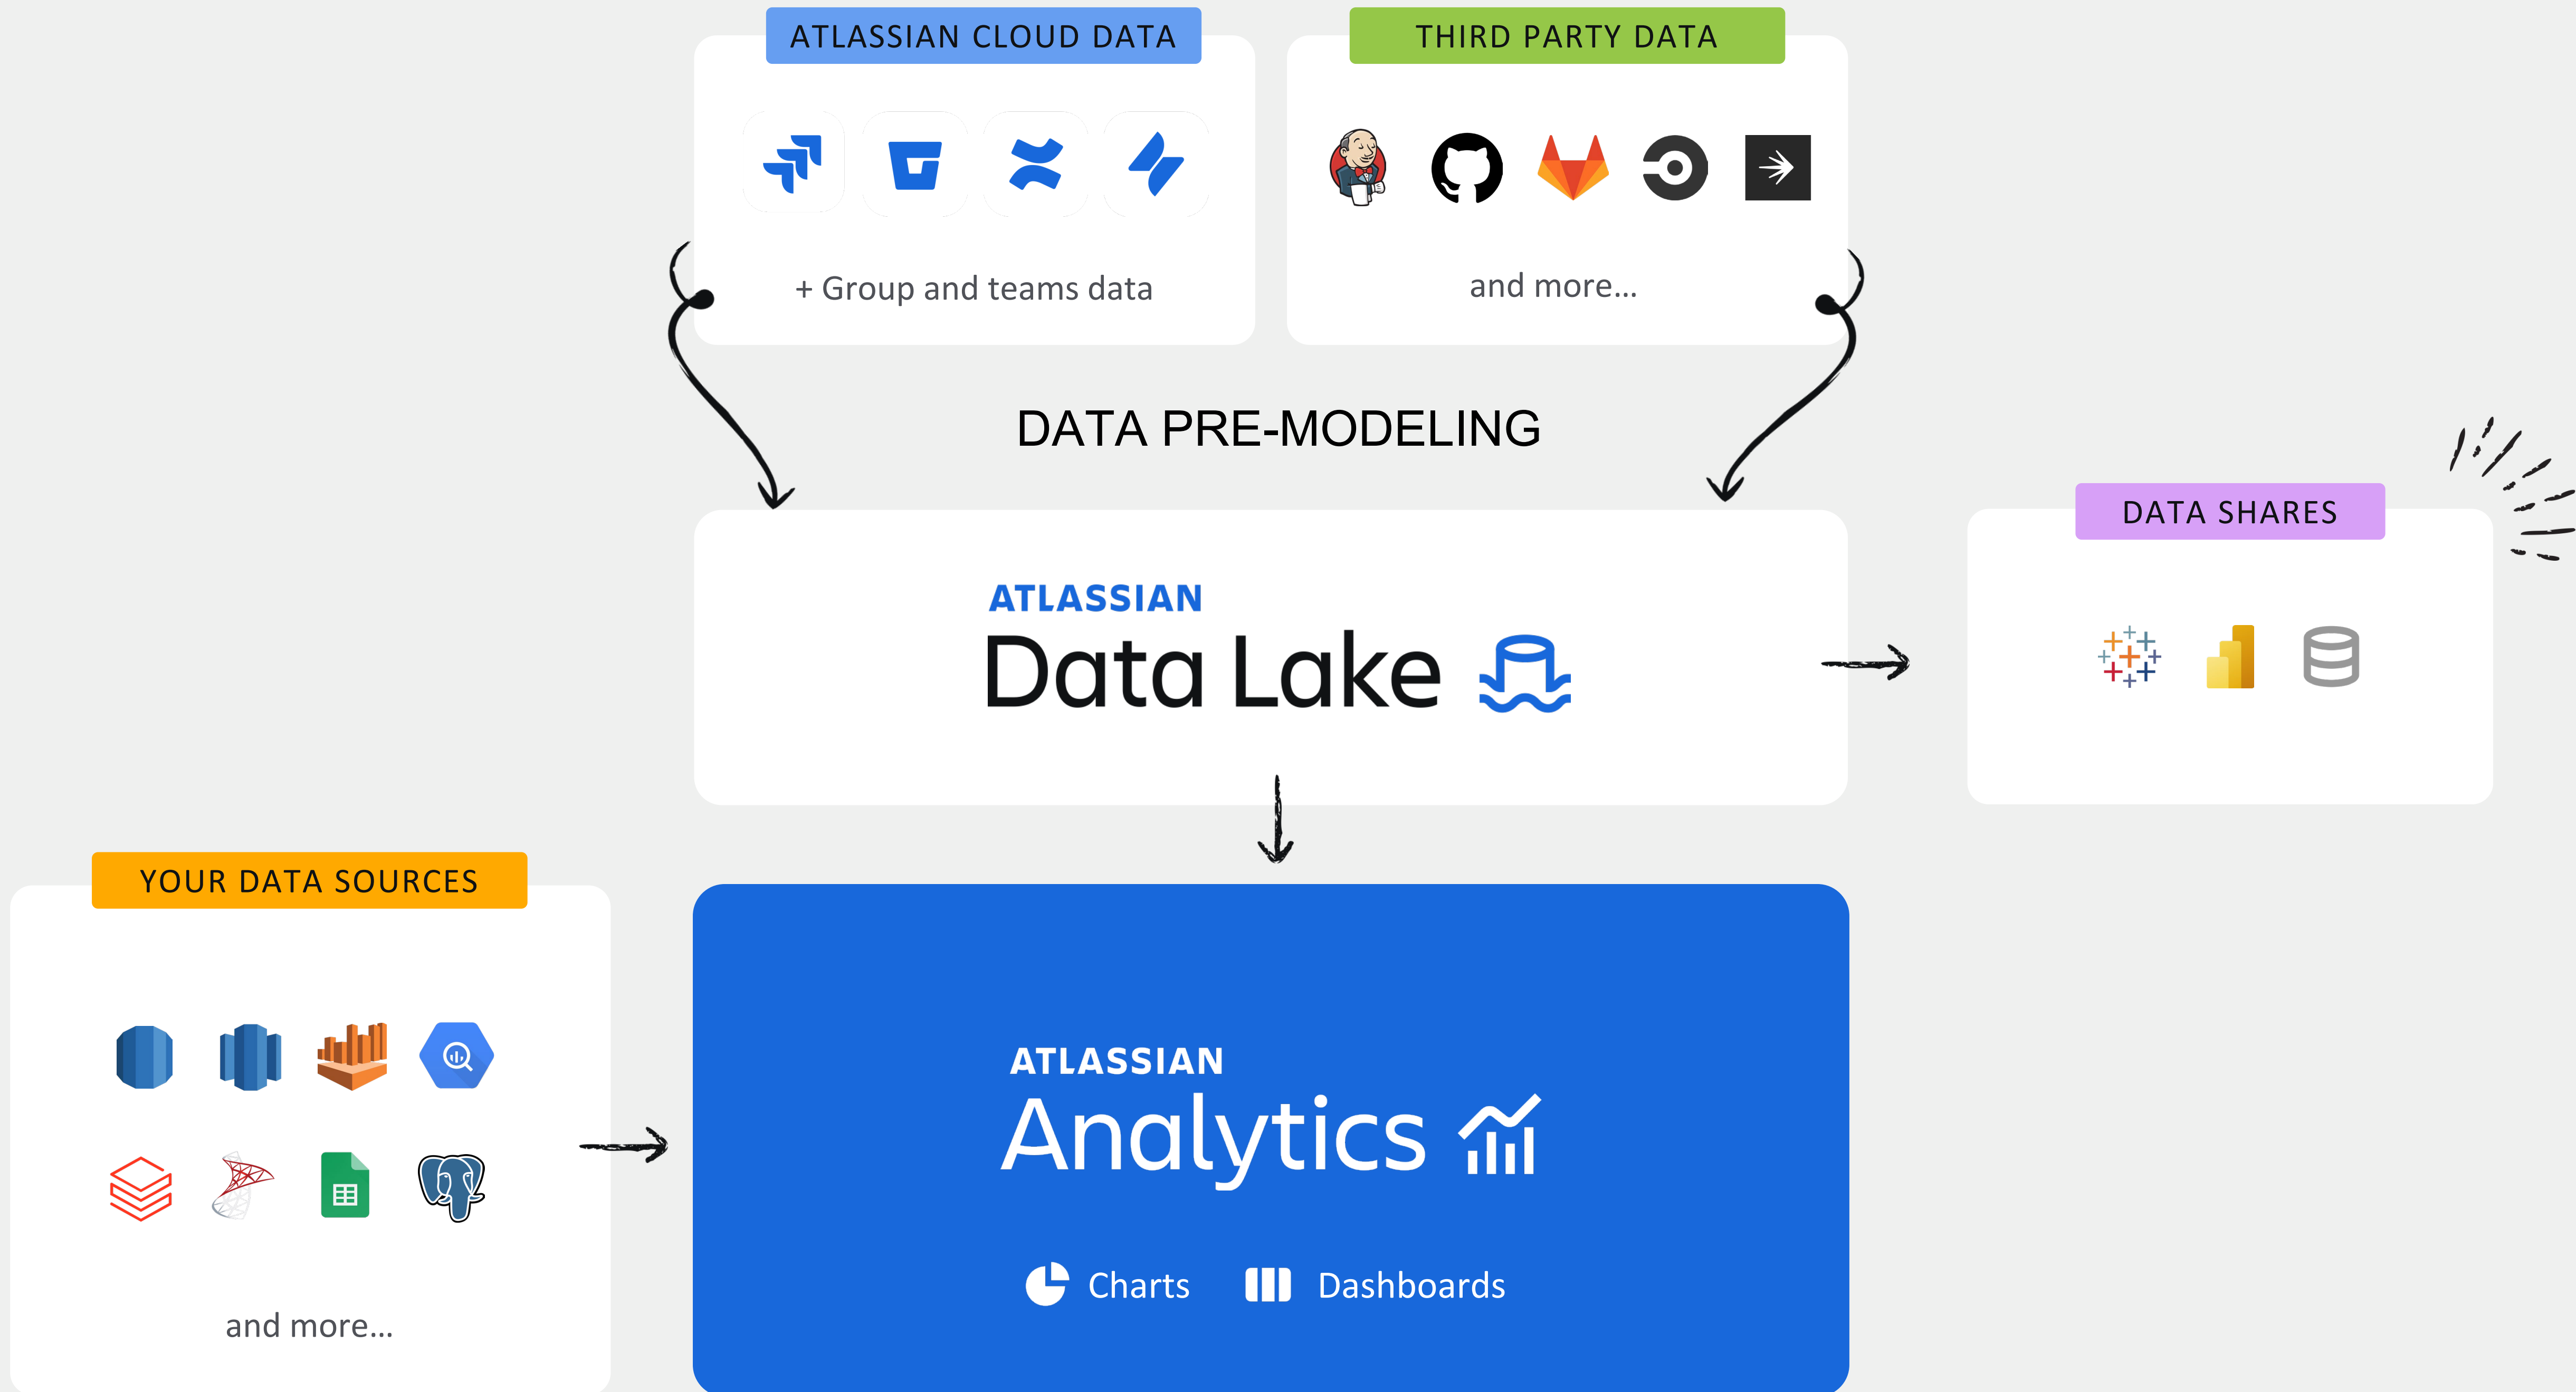 ATLASSIAN CLOUD DATA
THIRD PARTY DATA
+ Group and teams data
and more...
DATA PRE-MODELING
ATLASSIAN
Data Lake
DATA SHARES
YOUR DATA SOURCES
and more...
ATLASSIAN
Analytics
Charts
Dashboards